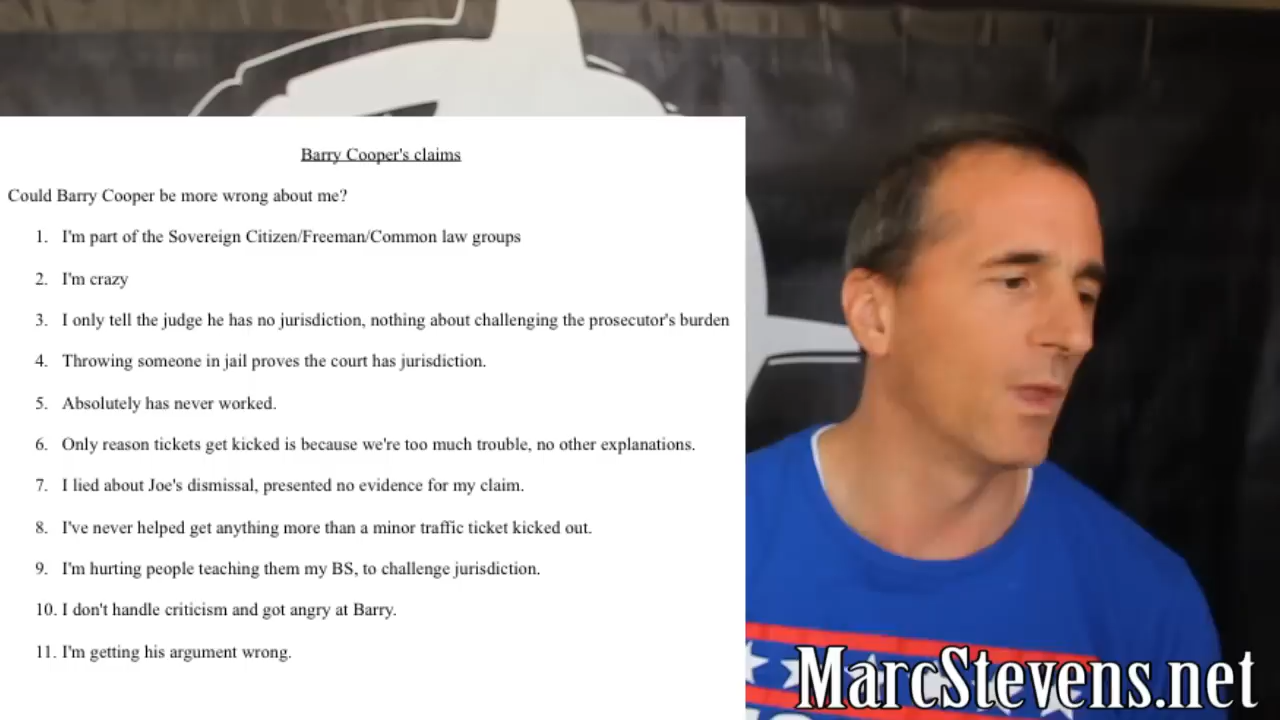 Barry Cooper's claims
Could Barry Cooper be more wrong about me?
1. I'm part of the Sovereign Citizen/Freeman/Common law groups
2. I'm crazy
3. I only tell the judge he has no jurisdiction, nothing about challenging the prosecutor's burden
4. Throwing someone in jail proves the court has jurisdiction.
5. Absolutely has never worked.
6. Only reason tickets get kicked is because we're too much trouble, no other explanations.
7. I lied about Joe's dismissal, presented no evidence for my claim.
8. I've never helped get anything more than a minor traffic ticket kicked out.
9. I'm hurting people teaching them my BS, to challenge jurisdiction.
10. I don't handle criticism and got angry at Barry.
11. I'm getting his argument wrong.
MarcStevens.net